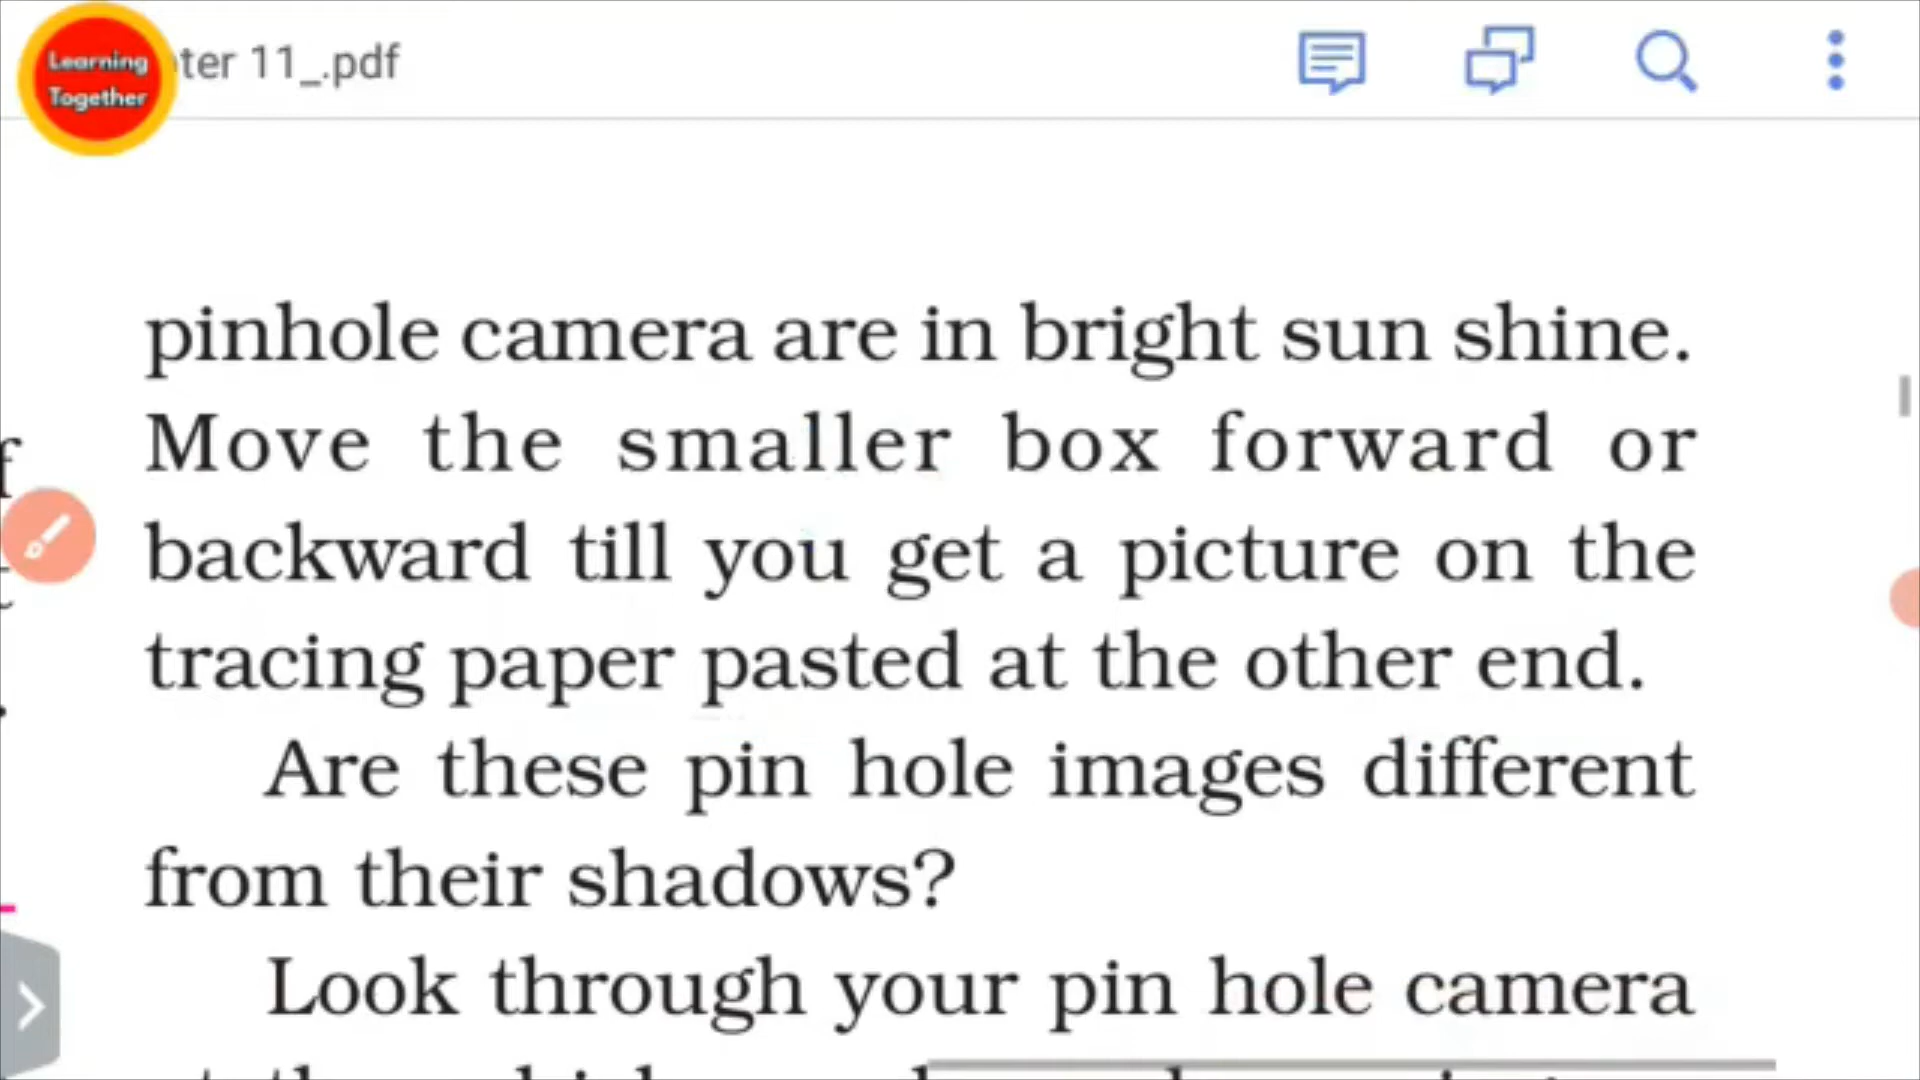 Learning
Together
ter 11_.pdf
pinhole camera are in bright sun shine.
Move the smaller box forward or
backward till you get a picture on the
tracing paper pasted at the other end.
Are these pin hole images different
from their shadows?
Look through your pin hole camera